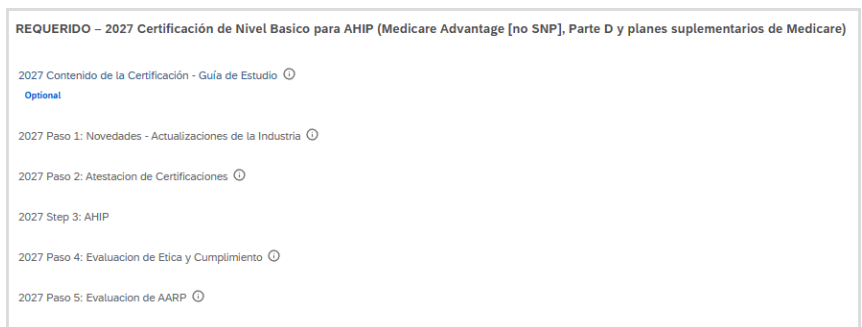 REQUERIDO – 2027 Certificación de Nivel Basico para AHIP (Medicare Advantage [no SNP], Parte D y planes suplementarios de Medicare)
2027 Contenido de la Certificación - Guía de Estudio
Optional
2027 Paso 1: Novedades - Actualizaciones de la Industria
2027 Paso 2: Atestacion de Certificaciones
2027 Step 3: AHIP
2027 Paso 4: Evaluacion de Etica y Cumplimiento
2027 Paso 5: Evaluacion de AARP